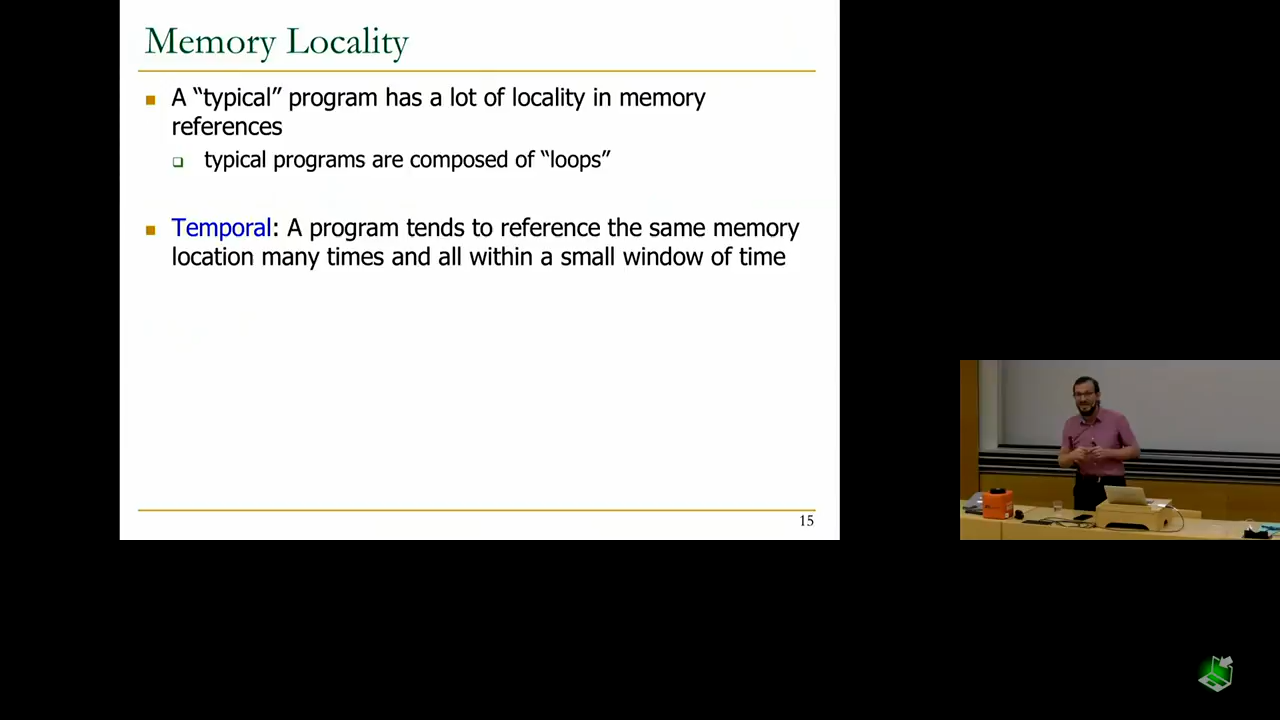 Memory Locality
A “typical” program has a lot of locality in memory
references
typical programs are composed of “loops”
Temporal: A program tends to reference the same memory
location many times and all within a small window of time
15